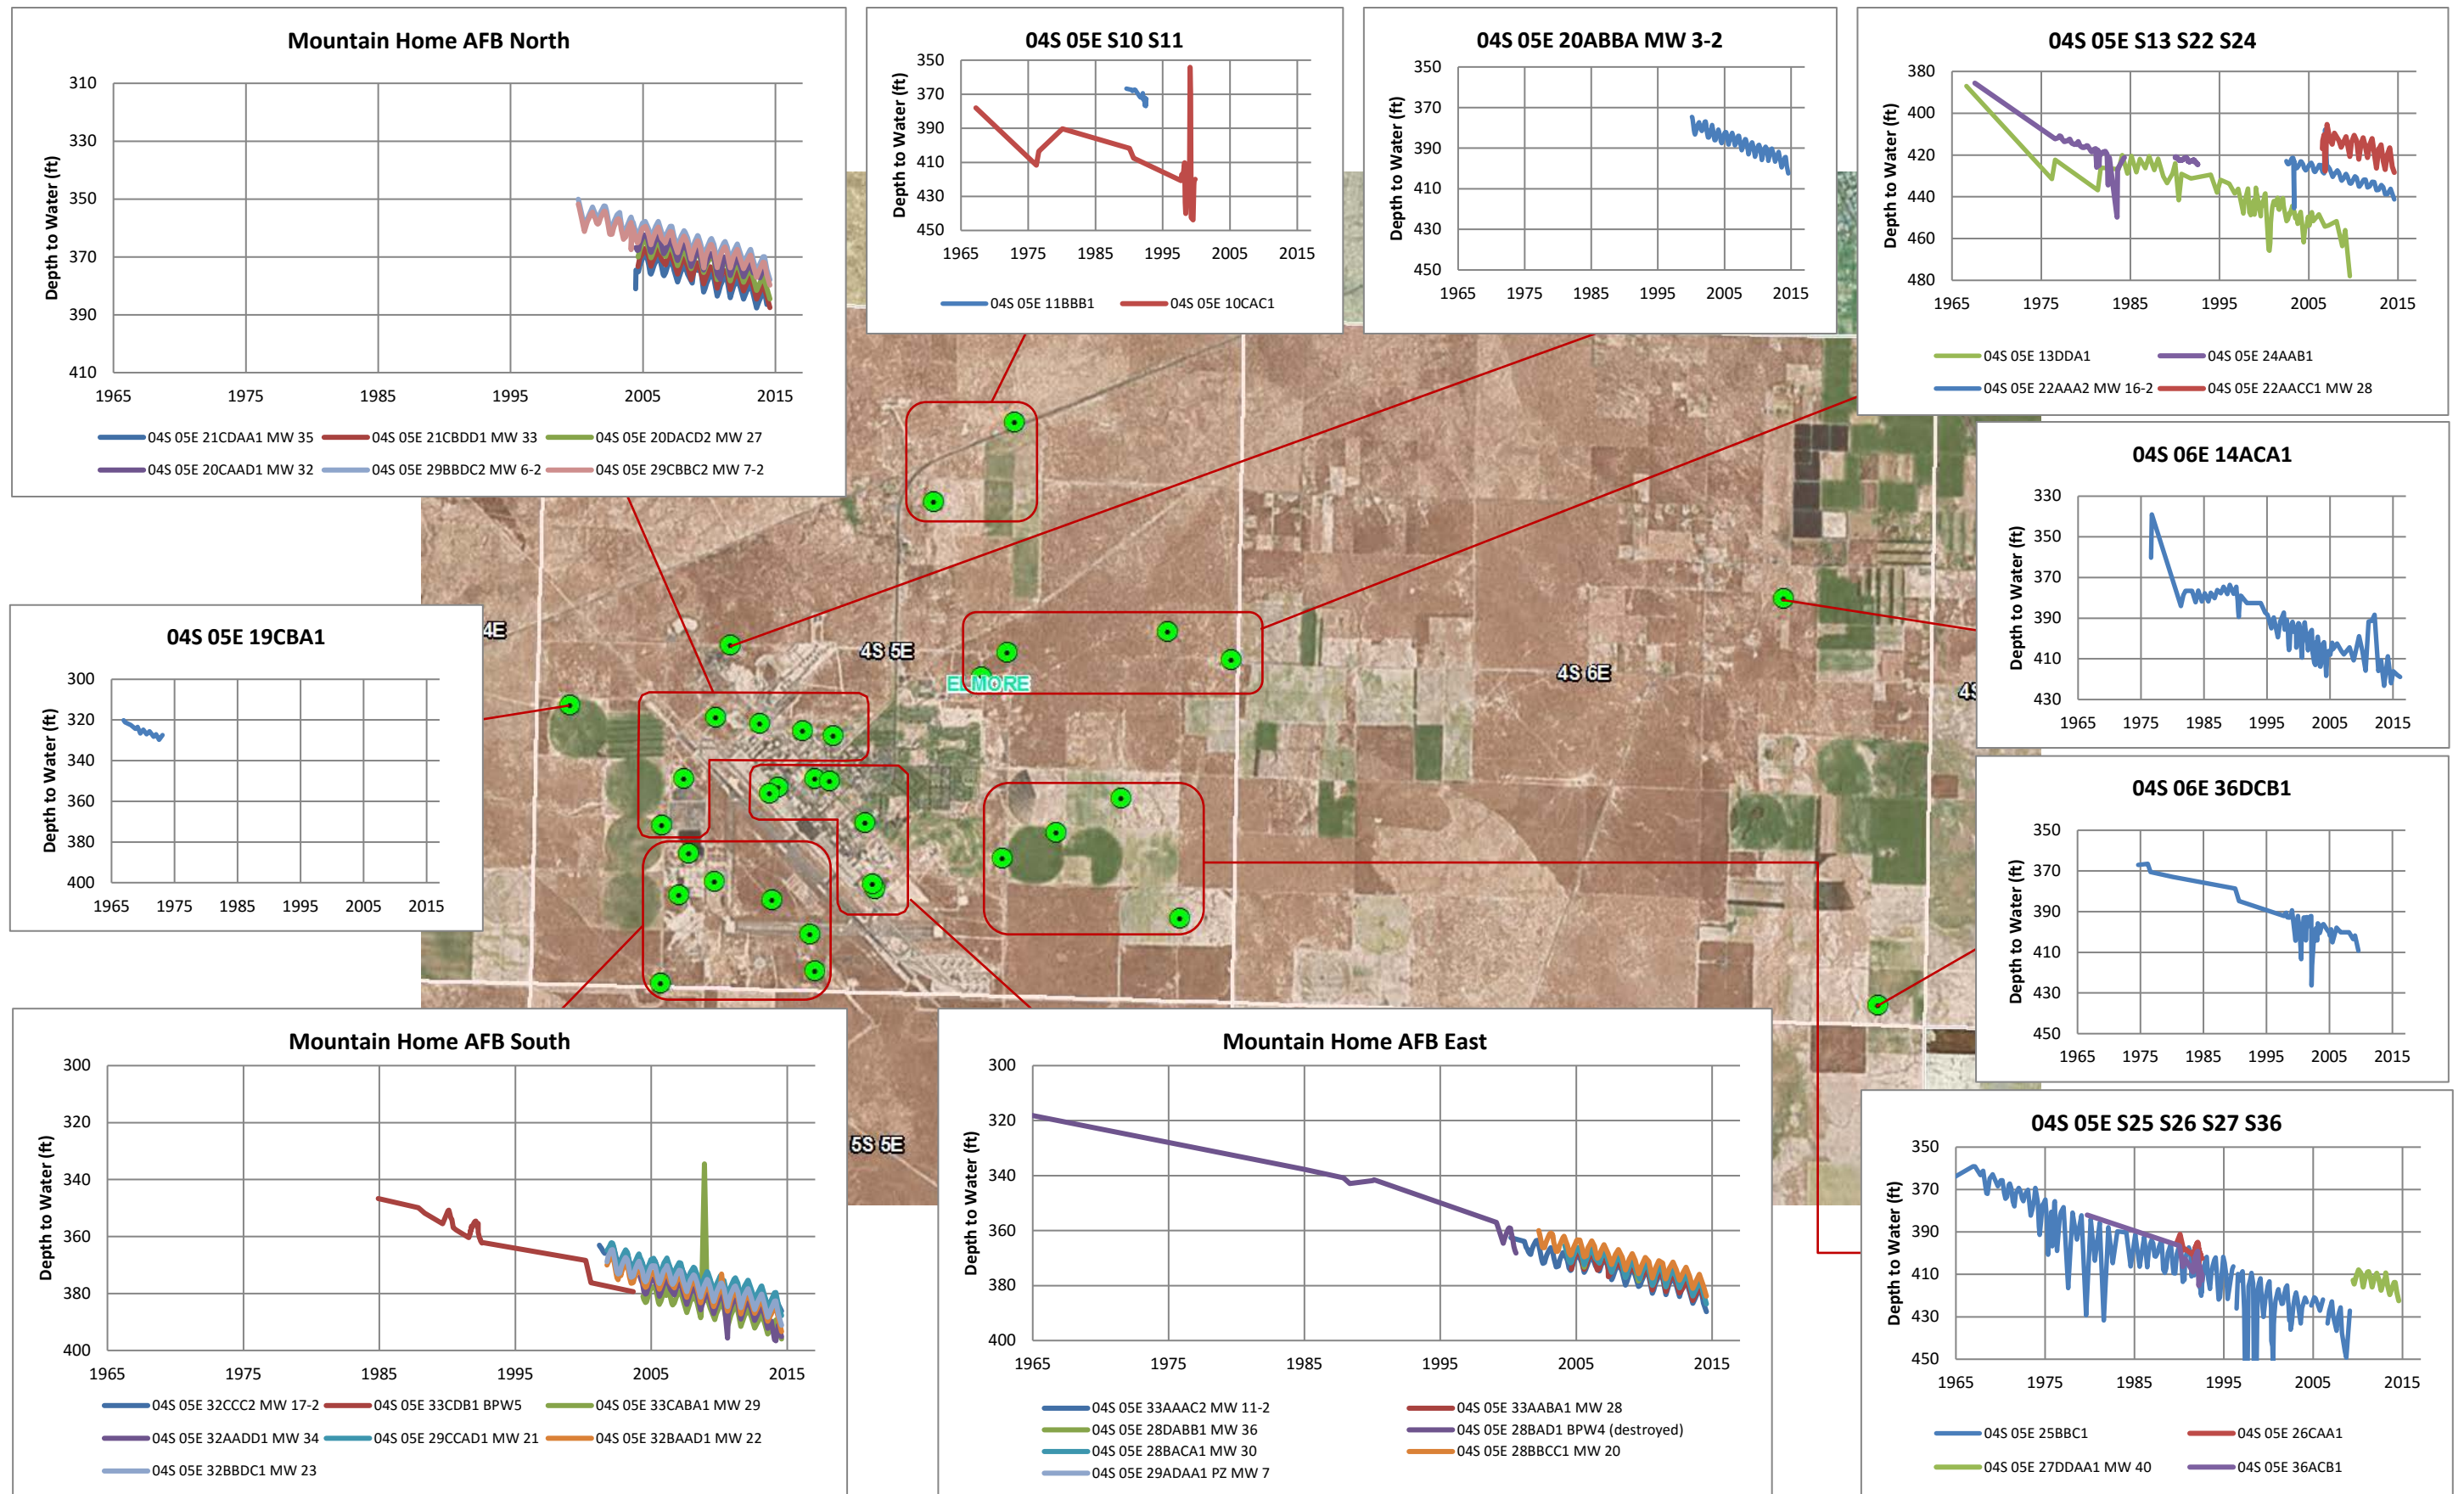 Mountain Home AFB North
Depth to Water (ft)
310
330
350
370
390
410
1965 1975 1985 1995 2005 2015
04S 05E 21CDAA1 MW 35 04S 05E 21CBDD1 MW 33 04S 05E 20DACD2 MW 27
04S 05E 20CAAD1 MW 32 04S 05E 29BBDC2 MW 6-2 04S 05E 29CBBC2 MW 7-2
04S 05E S10 S11
Depth to Water (ft)
350
370
390
410
430
450
1965 1975 1985 1995 2005 2015
04S 05E 11BBB1 04S 05E 10CAC1
04S 05E 20ABBA MW 3-2
Depth to Water (ft)
350
370
390
410
430
450
1965 1975 1985 1995 2005 2015
04S 05E S13 S22 S24
Depth to Water (ft)
380
400
420
440
460
480
1965 1975 1985 1995 2005 2015
04S 05E 13DDA1 04S 05E 24AAB1
04S 05E 22AAA2 MW 16-2 04S 05E 22AACC1 MW 28
04S 06E 14ACA1
Depth to Water (ft)
330
350
370
390
410
430
1965 1975 1985 1995 2005 2015
04S 05E 19CBA1
Depth to Water (ft)
300
320
340
360
380
400
1965 1975 1985 1995 2005 2015
4E
4S 5E
ELMORE
4S 6E
4S
5S 5E
04S 06E 36DCB1
Depth to Water (ft)
350
370
390
410
430
450
1965 1975 1985 1995 2005 2015
Mountain Home AFB South
Depth to Water (ft)
300
320
340
360
380
400
1965 1975 1985 1995 2005 2015
04S 05E 32CCC2 MW 17-2 04S 05E 33CDB1 BPW5 04S 05E 33CABA1 MW 29
04S 05E 32AADD1 MW 34 04S 05E 29CCAD1 MW 21 04S 05E 32BAAD1 MW 22
04S 05E 32BBDC1 MW 23
Mountain Home AFB East
Depth to Water (ft)
300
320
340
360
380
400
1965 1975 1985 1995 2005 2015
04S 05E 33AAAC2 MW 11-2 04S 05E 33AABA1 MW 28
04S 05E 28DABB1 MW 36 04S 05E 28BAD1 BPW4 (destroyed)
04S 05E 28BACA1 MW 30 04S 05E 28BBCC1 MW 20
04S 05E 29ADAA1 PZ MW 7
04S 05E S25 S26 S27 S36
Depth to Water (ft)
350
370
390
410
430
450
1965 1975 1985 1995 2005 2015
04S 05E 25BBC1 04S 05E 26CAA1
04S 05E 27DDAA1 MW 40 04S 05E 36ACB1